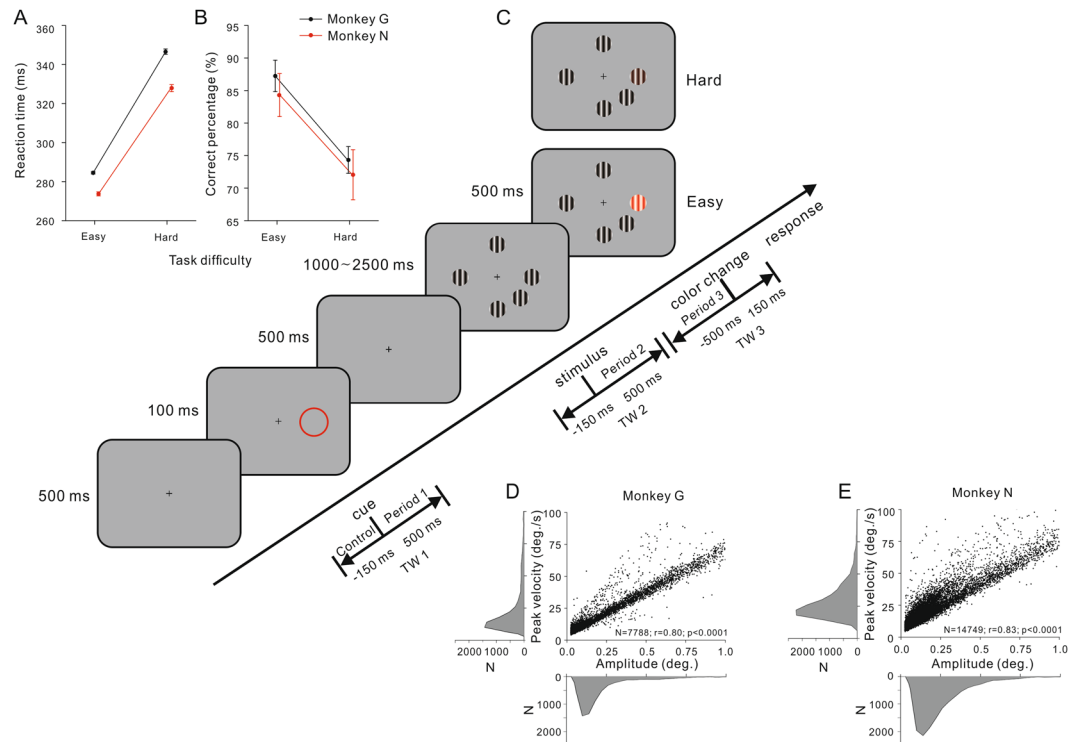 A
B
C
Monkey G
Monkey N
360
340
320
300
280
260
Reaction time (ms)
Easy
Hard
95
90
85
80
75
70
65
Correct percentage (%)
Easy
Hard
Task difficulty
Hard
500 ms
Easy
1000~2500 ms
500 ms
100 ms
500 ms
response
color change
Period 3
-500 ms 150 ms
TW 3
stimulus
Period 2
-150 ms 500 ms
TW 2
cue
Control
Period 1
-150 ms 500 ms
TW 1
D
Monkey G
100
75
50
25
0
Peak velocity (deg./s)
N=7788; r=0.80; p<0.0001
2000 1000 0
N
0.0 0.25 0.50 0.75 1.0
Amplitude (deg.)
0
1000
2000
N
E
Monkey N
100
75
50
25
0
Peak velocity (deg./s)
N=14749; r=0.83; p<0.0001
2000 1000 0
N
0.0 0.25 0.50 0.75 1.0
Amplitude (deg.)
0
1000
2000
N